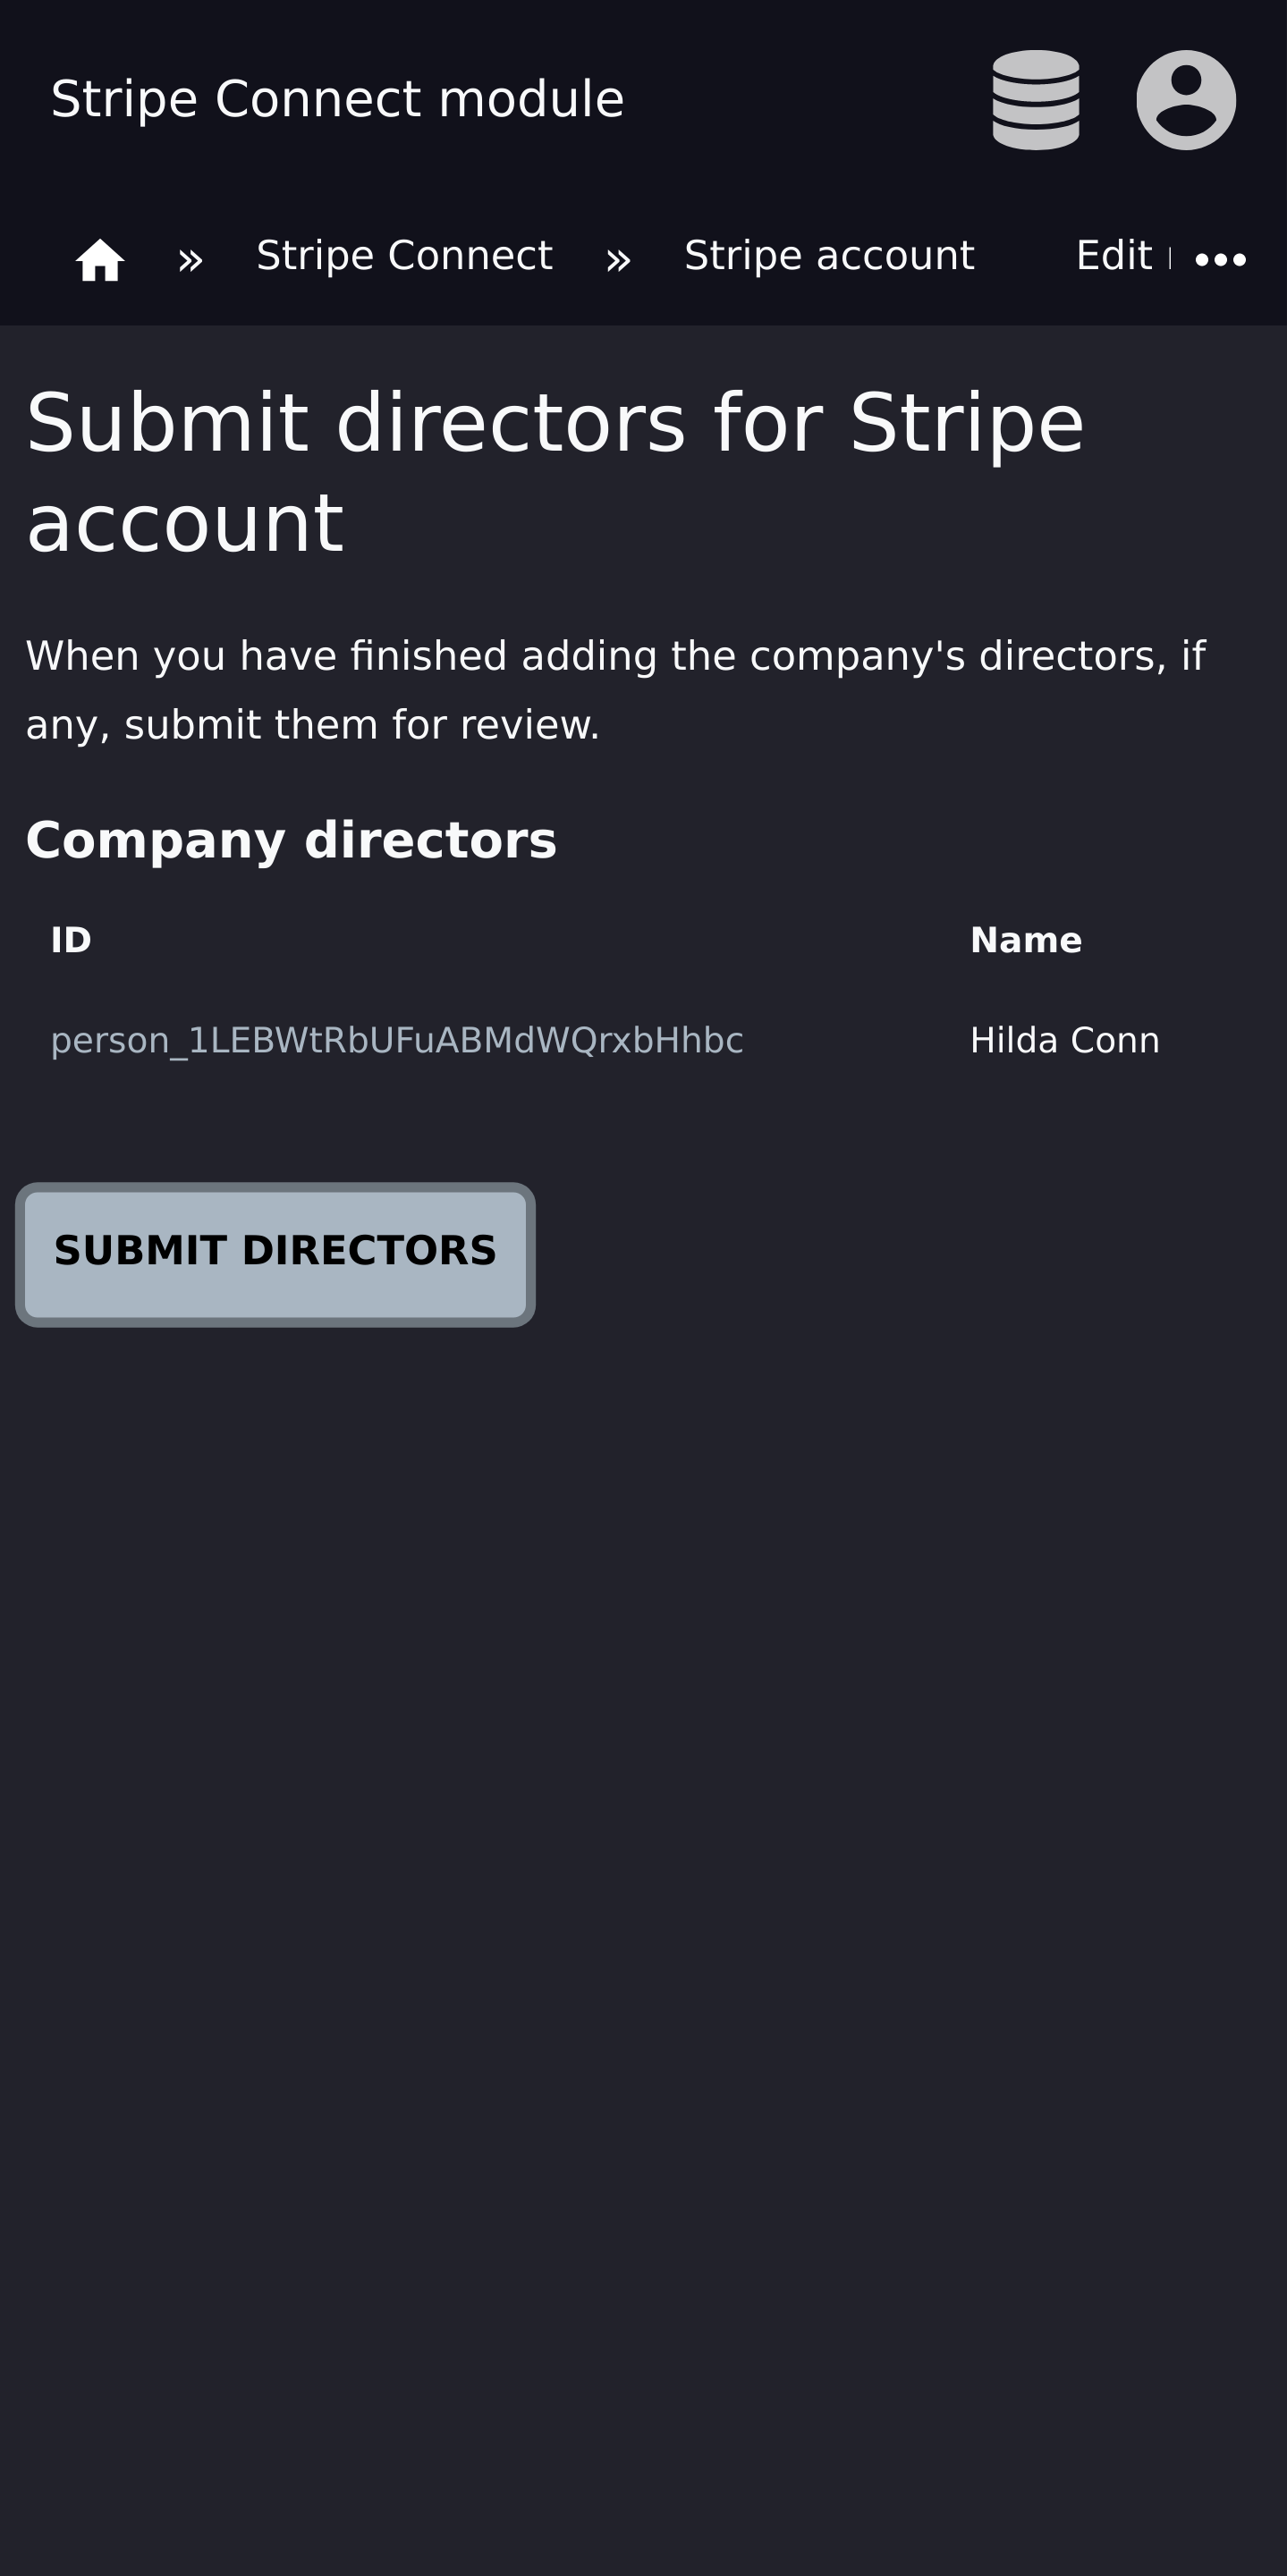 Stripe Connect module
» Stripe Connect » Stripe account Edit •••
Submit directors for Stripe
account
When you have finished adding the company's directors, if
any, submit them for review.
Company directors
ID Name
person_1LEBWtRbUFuABMdWQrxbHhbc Hilda Conn
SUBMIT DIRECTORS